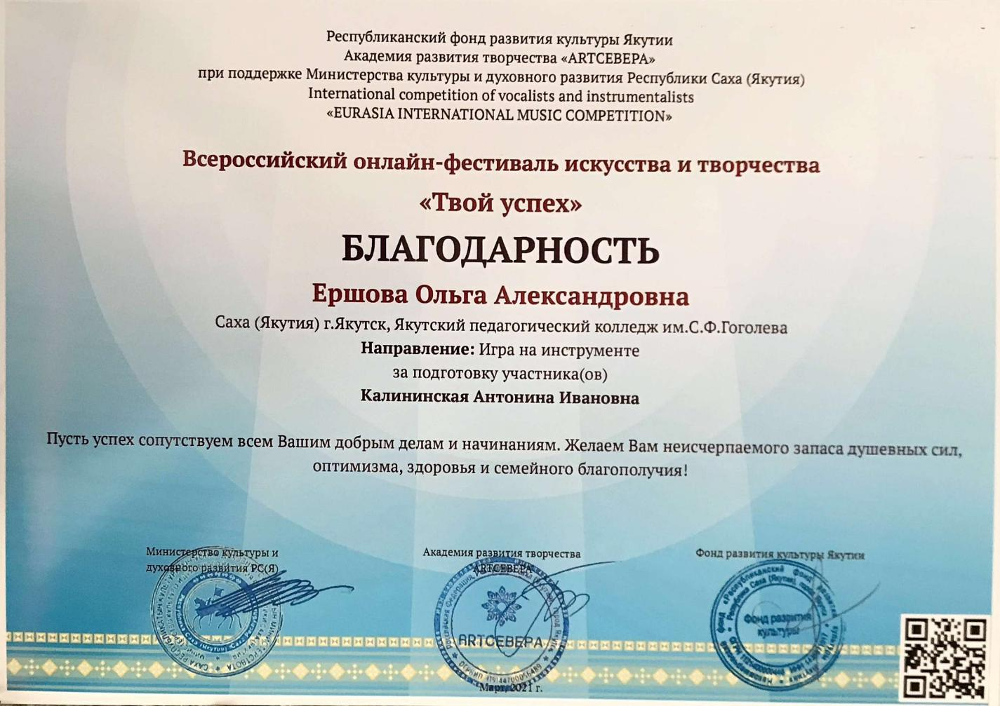 Республиканский фонд развития культуры Якутии
Академия развития творчества «ARTСЕВЕРА»
при поддержке Министерства культуры и духовного развития Республики Саха (Якутия)
International competition of vocalists and instrumentalists
«EURASIA INTERNATIONAL MUSIC COMPETITION»
Всероссийский онлайн-фестиваль искусства и творчества
«Твой успех»
БЛАГОДАРНОСТЬ
Ершова Ольга Александровна
Саха (Якутия) г.Якутск, Якутский педагогический колледж им.С.Ф.Гоголева
Направление: Игра на инструменте
за подготовку участника(ов)
Калининская Антонина Ивановна
Пусть успех сопутствуем всем Вашим добрым делам и начинаниям. Желаем Вам неисчерпаемого запаса душевных сил,
оптимизма, здоровья и семейного благополучия!
Министерство культуры и
духовного развития РС(Я)
Академия развития творчества
ARTСЕВЕРА
Фонд развития культуры Якутии
ARTСЕВЕРА
Фонд развития
культуры
Март, 2021 г.